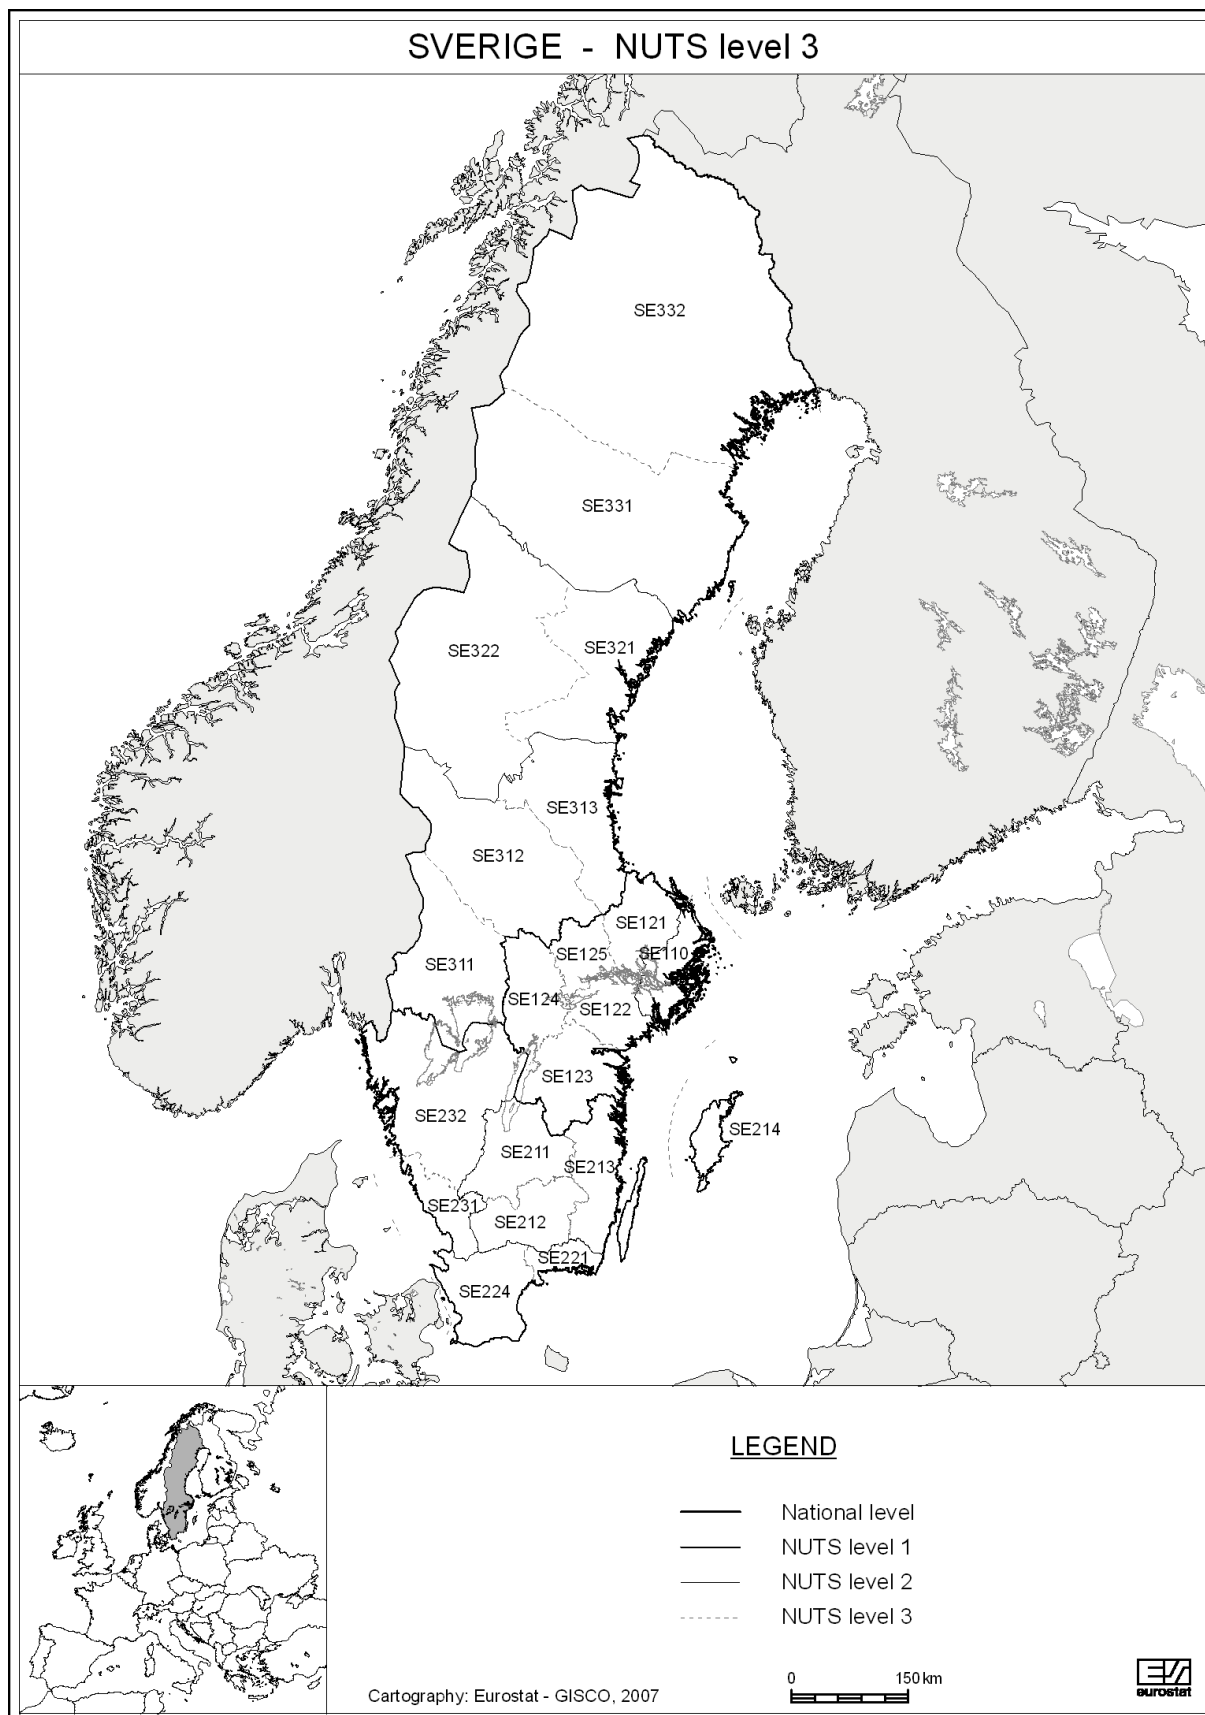 SVERIGE - NUTS level 3
SE332
SE331
SE322
SE321
SE313
SE312
SE121
SE125
SE110
SE311
SE124
SE122
SE123
SE232
SE214
SE211
SE213
SE231
SE212
SE221
SE224
LEGEND
National level
NUTS level 1
NUTS level 2
NUTS level 3
0 150 km
Cartography: Eurostat - GISCO, 2007
eurostat